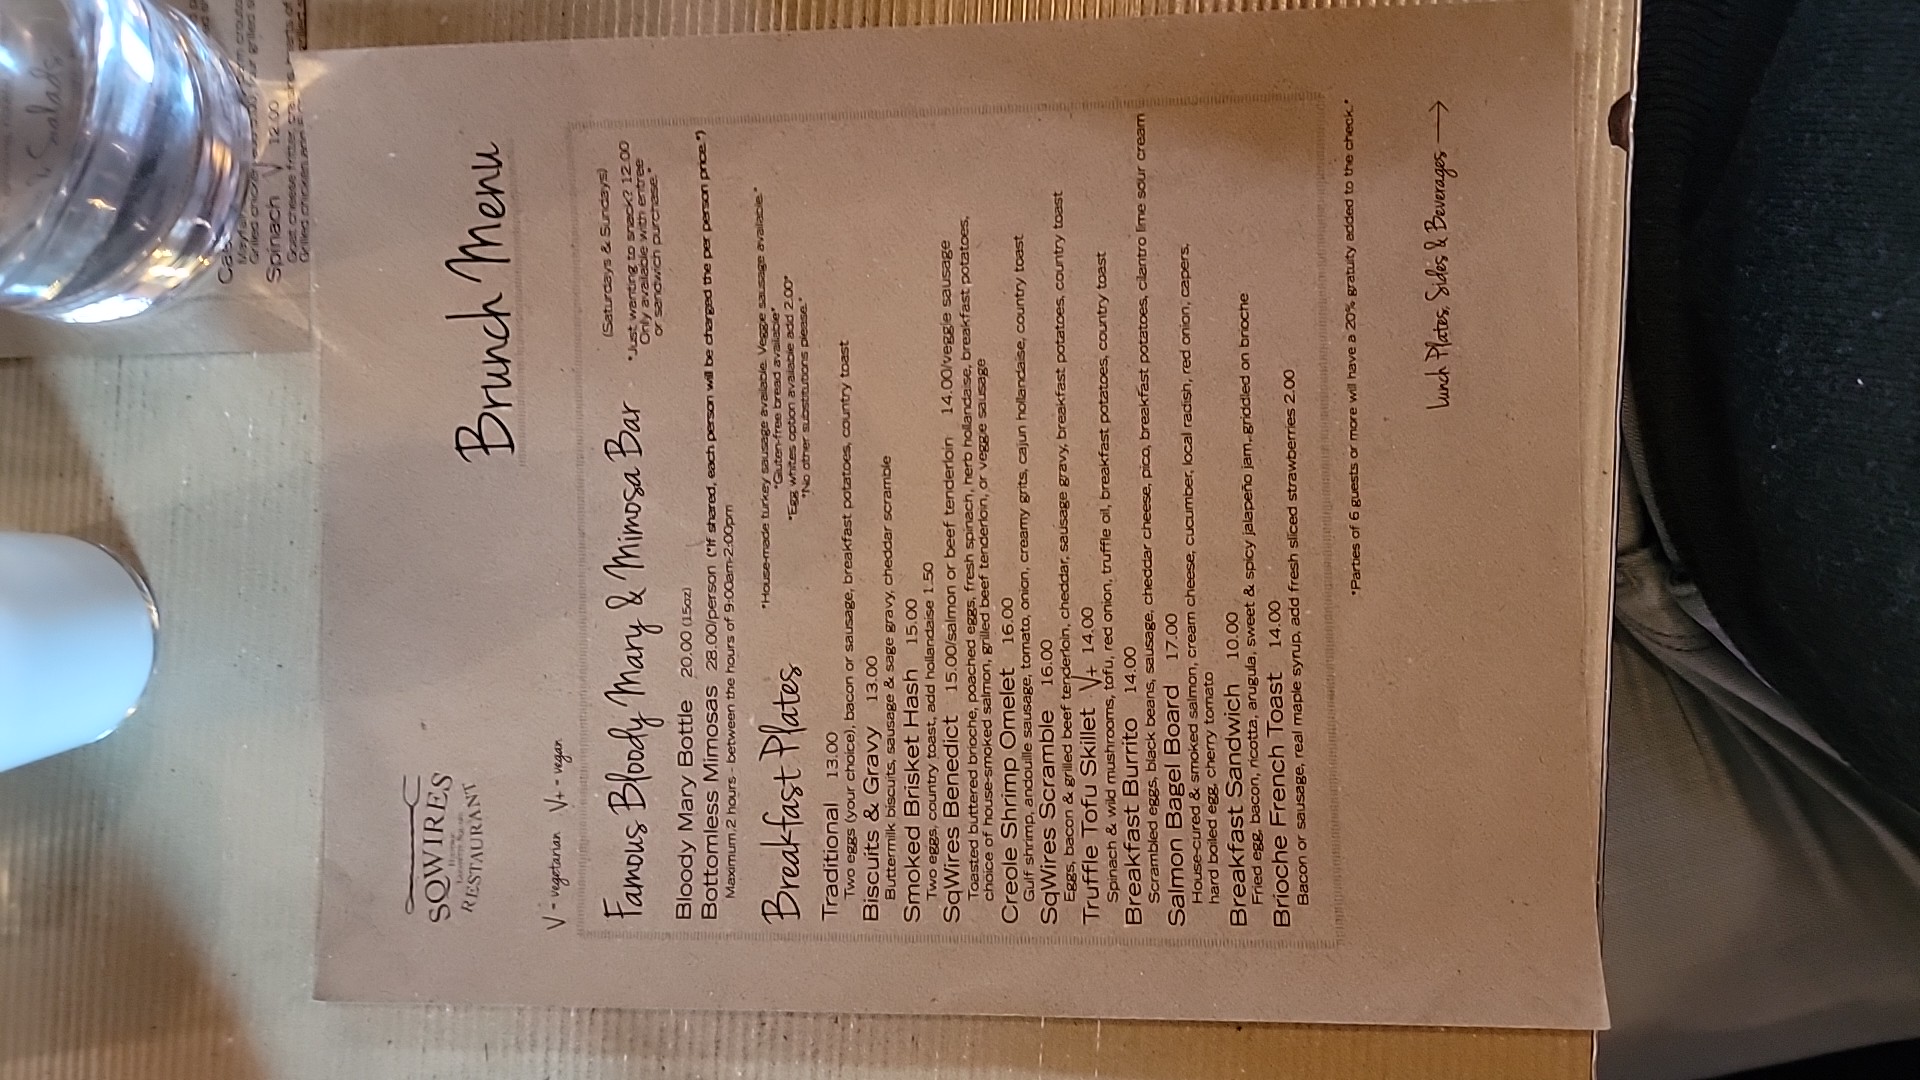 SQWIRES
RESTAURANT
Brunch Menu
V = vegetarian V+ = vegan
Famous Bloody Mary & Mimosa Bar
(Saturdays & Sundays)
*Just wanting to snack? 12.00
Only available with entree
or sandwich purchase.*
Bloody Mary Bottle 20.00 (15oz)
Bottomless Mimosas 28.00/person (*If shared, each person will be charged the per person price.*)
Maximum 2 hours - between the hours of 9:00am-2:00pm
Breakfast Plates
*House-made turkey sausage available. Veggie sausage available.*
*Gluten-free bread available*
*Egg whites option available add 2.00*
*No other substitutions please.*
Traditional 13.00
Two eggs (your choice), bacon or sausage, breakfast potatoes, country toast
Biscuits & Gravy 13.00
Buttermilk biscuits, sausage & sage gravy, cheddar scramble
Smoked Brisket Hash 15.00
Two eggs, country toast, add hollandaise 1.50
SqWires Benedict 15.00/salmon or beef tenderloin 14.00/veggie sausage
Toasted buttered brioche, poached eggs, fresh spinach, herb hollandaise, breakfast potatoes,
choice of house-smoked salmon, grilled beef tenderloin, or veggie sausage
Creole Shrimp Omelet 16.00
Gulf shrimp, andouille sausage, tomato, onion, creamy grits, cajun hollandaise, country toast
SqWires Scramble 16.00
Eggs, bacon & grilled beef tenderloin, cheddar, sausage gravy, breakfast potatoes, country toast
Truffle Tofu Skillet V+ 14.00
Spinach & wild mushrooms, tofu, red onion, truffle oil, breakfast potatoes, country toast
Breakfast Burrito 14.00
Scrambled eggs, black beans, sausage, cheddar cheese, pico, breakfast potatoes, cilantro lime sour cream
Salmon Bagel Board 17.00
House-cured & smoked salmon, cream cheese, cucumber, local radish, red onion, capers,
hard boiled egg, cherry tomato
Breakfast Sandwich 10.00
Fried egg, bacon, ricotta, arugula, sweet & spicy jalapeño jam, griddled on brioche
Brioche French Toast 14.00
Bacon or sausage, real maple syrup, add fresh sliced strawberries 2.00
*Parties of 6 guests or more will have a 20% gratuity added to the check.*
Lunch Plates, Sides & Beverages →
Salads
Spinach V 12.00
Goat cheese fritter
Grilled chicken